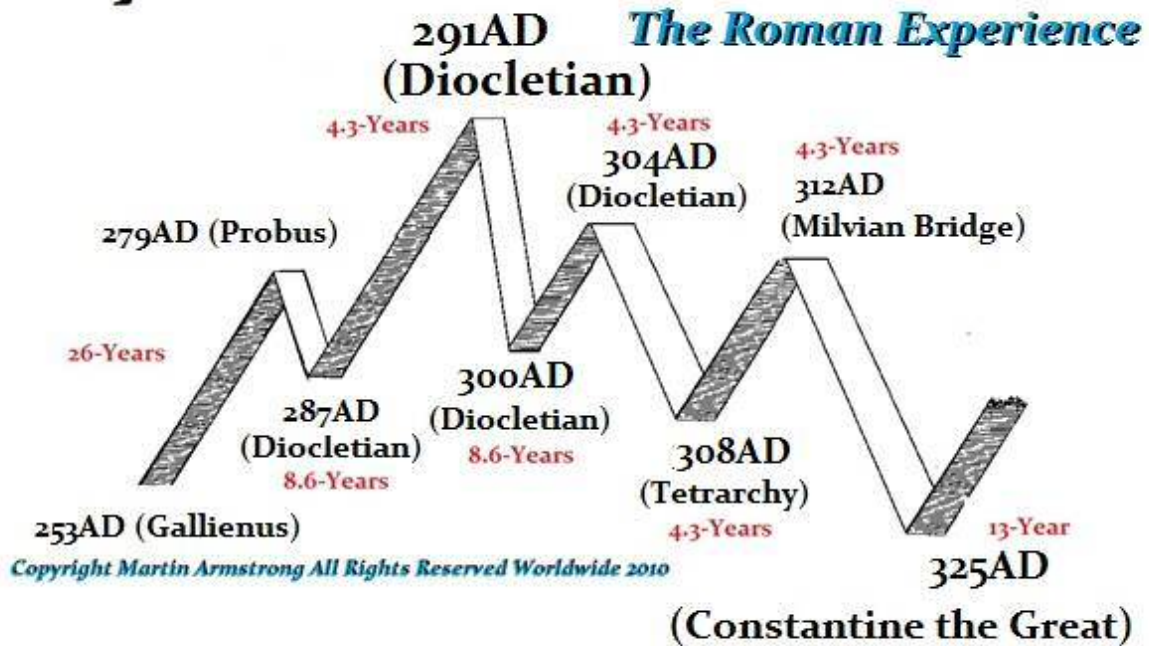 The Roman Experience
291AD
(Diocletian)
4.3-Years
4.3-Years
304AD
(Diocletian)
4.3-Years
312AD
(Milvian Bridge)
279AD (Probus)
26-Years
287AD
(Diocletian)
8.6-Years
300AD
(Diocletian)
8.6-Years
308AD
(Tetrarchy)
4.3-Years
253AD (Gallienus)
13-Year
325AD
(Constantine the Great)
Copyright Martin Armstrong All Rights Reserved Worldwide 2010